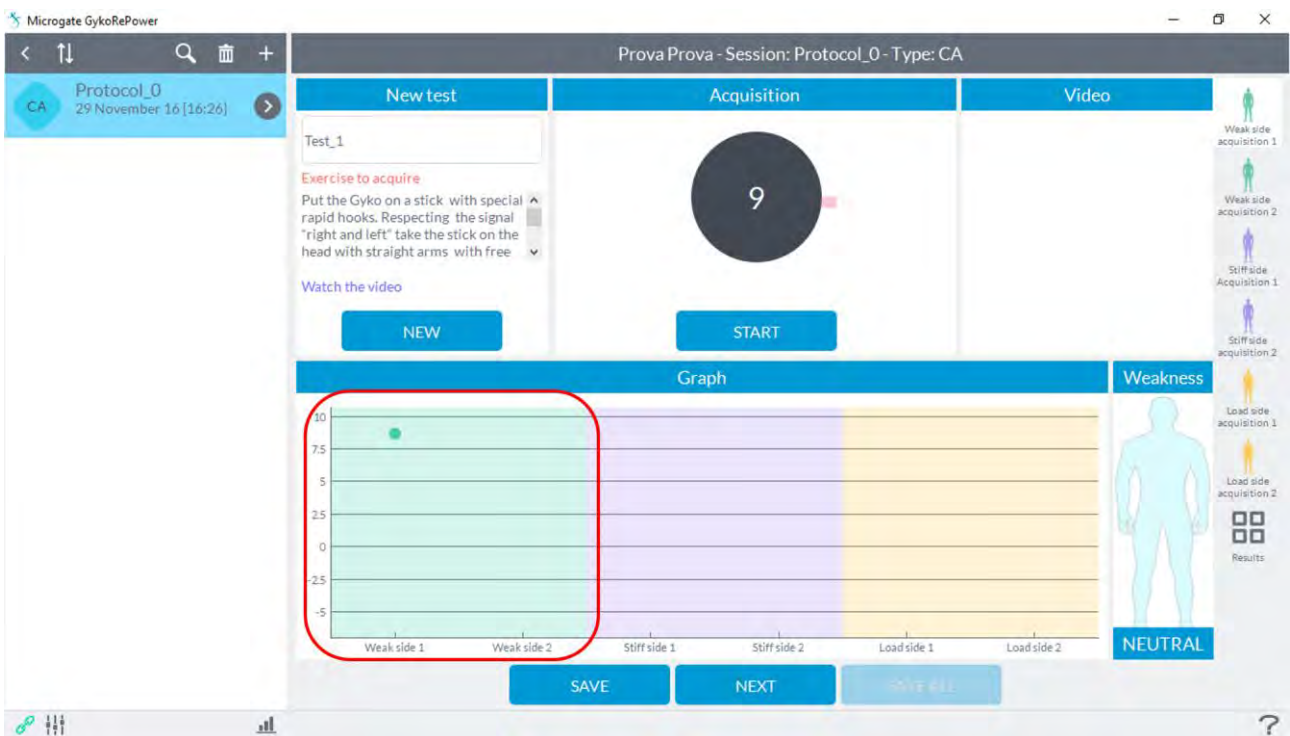 Microgate GykoRePower
Prova Prova - Session: Protocol_0 - Type: CA
CA
Protocol_0
29 November 16 [16:26]
New test
Acquisition
Video
Test_1
Exercise to acquire
Put the Gyko on a stick with special
rapid hooks. Respecting the signal
"right and left" take the stick on the
head with straight arms with free
Watch the video
NEW
9
START
Weak side
acquisition 1
Weak side
acquisition 2
Stiff side
Acquisition 1
Stiff side
acquisition 2
Load side
acquisition 1
Load side
acquisition 2
Results
Graph
Weakness
10
7.5
5
2.5
0
-2.5
-5
Weak side 1
Weak side 2
Stiff side 1
Stiff side 2
Load side 1
Load side 2
NEUTRAL
SAVE
NEXT
SAVE ALL
?